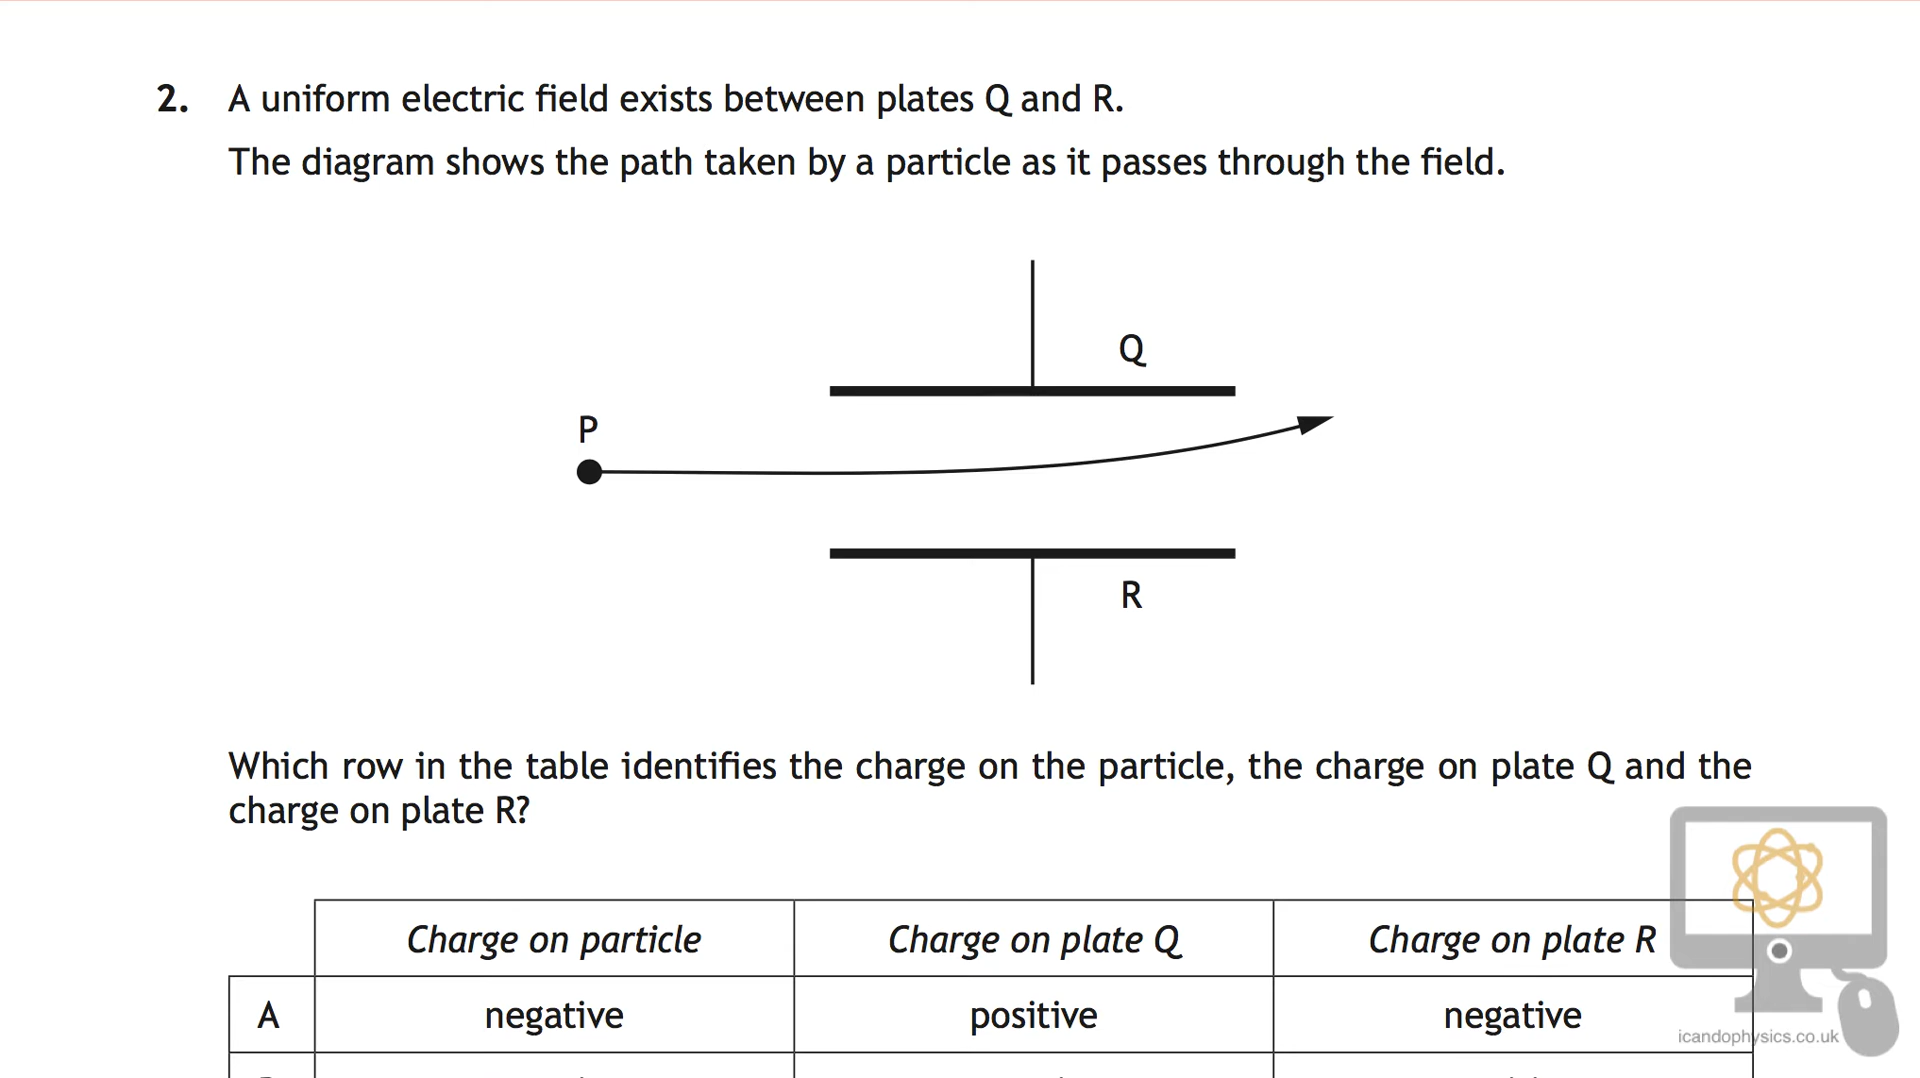 2. A uniform electric field exists between plates Q and R.
The diagram shows the path taken by a particle as it passes through the field.
Q
P
R
Which row in the table identifies the charge on the particle, the charge on plate Q and the
charge on plate R?
Charge on particle Charge on plate Q Charge on plate R
A negative positive negative
icandophysics.co.uk